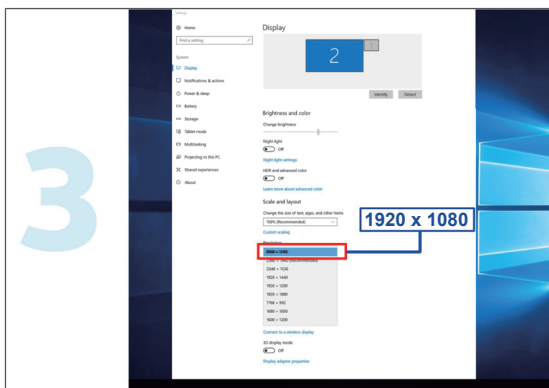 3
Settings
Home
Find a setting
System
Display
Notifications & actions
Power & sleep
Battery
Storage
Tablet mode
Multitasking
Projecting to this PC
Shared experiences
About
Display
2
1
Identify
Detect
Brightness and color
Change brightness
Night light
Off
Night light settings
HDR and advanced color
Off
Learn more about advanced color
Scale and layout
Change the size of text, apps, and other items
100% (Recommended)
Custom scaling
Resolution
1920 x 1080
2048 × 1536
1920 × 1440
1920 × 1200
1920 × 1080
1680 × 1050
1600 × 1200
Connect to a wireless display
3D display mode
Off
Display adapter properties